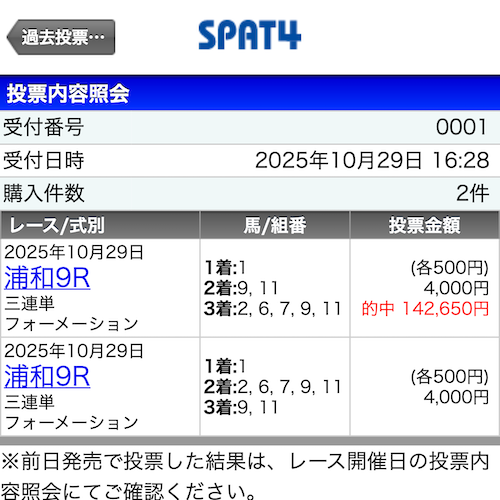 過去投票…
SPAT4
投票内容照会
受付番号 0001
受付日時 2025年10月29日 16:28
購入件数 2件
レース/式別 馬/組番 投票金額
2025年10月29日
浦和9R
三連単
フォーメーション
1着:1
2着:9, 11
3着:2, 6, 7, 9, 11
(各500円)
4,000円
的中 142,650円
2025年10月29日
浦和9R
三連単
フォーメーション
1着:1
2着:2, 6, 7, 9, 11
3着:9, 11
(各500円)
4,000円
※前日発売で投票した結果は、レース開催日の投票内
容照会にてご確認ください。